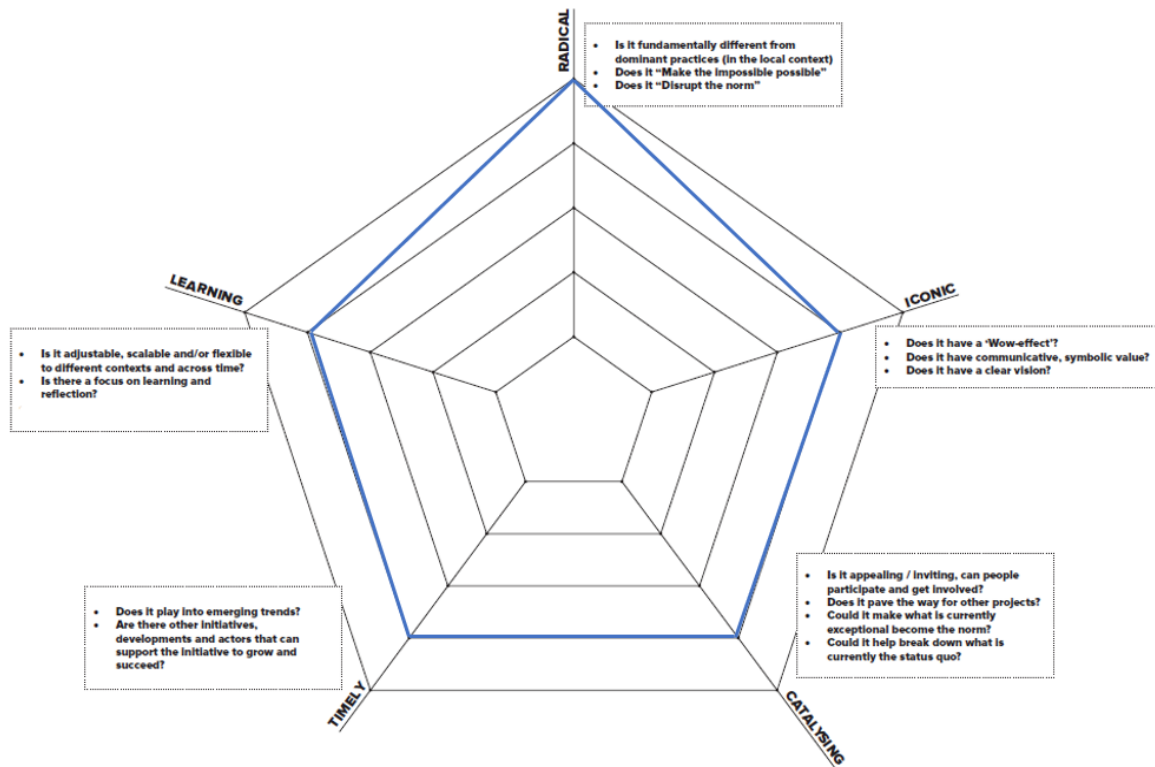 RADICAL
• Is it fundamentally different from
dominant practices (in the local context)
• Does it “Make the impossible possible”
• Does it “Disrupt the norm”
LEARNING
ICONIC
• Is it adjustable, scalable and/or flexible
to different contexts and across time?
• Is there a focus on learning and
reflection?
• Does it have a ‘Wow-effect’?
• Does it have communicative, symbolic value?
• Does it have a clear vision?
• Does it play into emerging trends?
• Are there other initiatives,
developments and actors that can
support the initiative to grow and
succeed?
• Is it appealing / inviting, can people
participate and get involved?
• Does it pave the way for other projects?
• Could it make what is currently
exceptional become the norm?
• Could it help break down what is
currently the status quo?
TIMELY
CATALYSING